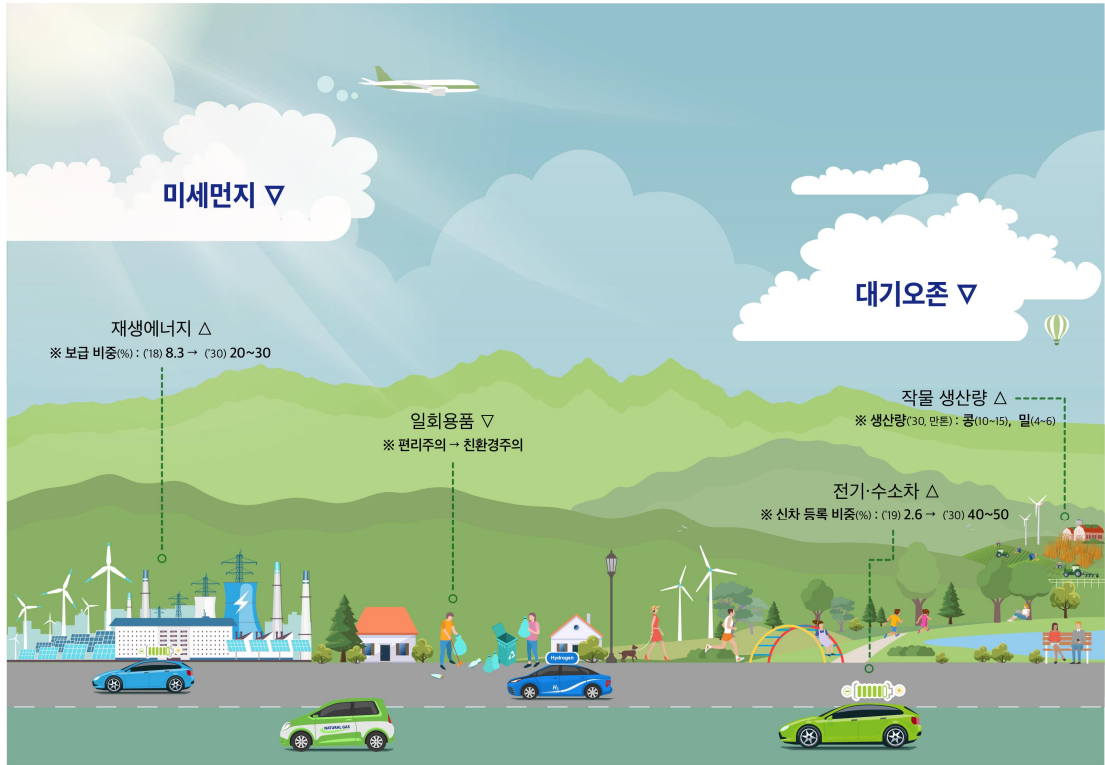 미세먼지 ▽
대기오존 ▽
재생에너지 △
※ 보급 비중(%) : ('18) 8.3 → ('30) 20~30
일회용품 ▽
※ 편리주의 → 친환경주의
작물 생산량 △
※ 생산량('30, 만톤) : 콩(10~15), 밀(4~6)
전기·수소차 △
※ 신차 등록 비중(%) : ('19) 2.6 → ('30) 40~50
Hydrogen
H₂
NATURAL GAS